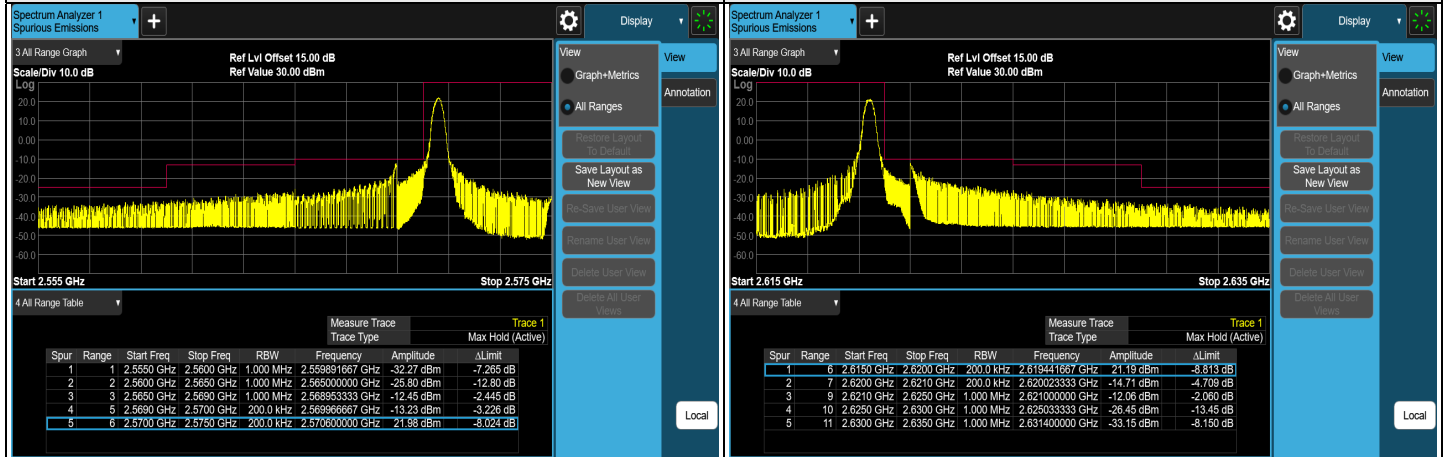 Spectrum Analyzer 1
Spurious Emissions
+
Display
3 All Range Graph
Ref Lvl Offset 15.00 dB
Scale/Div 10.0 dB
Ref Value 30.00 dBm
Log
20.0
10.0
0.00
-10.0
-20.0
-30.0
-40.0
-50.0
-60.0
Start 2.555 GHz
Stop 2.575 GHz
View
Graph+Metrics
All Ranges
Restore Layout
To Default
Save Layout as
New View
Re-Save User View
Rename User View
Delete User View
Delete All User
Views
View
Annotation
Local
4 All Range Table
Measure Trace Trace 1
Trace Type Max Hold (Active)
Spur Range Start Freq Stop Freq RBW Frequency Amplitude ΔLimit
1 1 2.5550 GHz 2.5600 GHz 1.000 MHz 2.559891667 GHz -32.27 dBm -7.265 dB
2 2 2.5600 GHz 2.5650 GHz 1.000 MHz 2.565000000 GHz -25.80 dBm -12.80 dB
3 3 2.5650 GHz 2.5690 GHz 1.000 MHz 2.568953333 GHz -12.45 dBm -2.445 dB
4 5 2.5690 GHz 2.5700 GHz 200.0 kHz 2.569966667 GHz -13.23 dBm -3.226 dB
5 6 2.5700 GHz 2.5750 GHz 200.0 kHz 2.570600000 GHz 21.98 dBm -8.024 dB
Spectrum Analyzer 1
Spurious Emissions
+
Display
3 All Range Graph
Ref Lvl Offset 15.00 dB
Scale/Div 10.0 dB
Ref Value 30.00 dBm
Log
20.0
10.0
0.00
-10.0
-20.0
-30.0
-40.0
-50.0
-60.0
Start 2.615 GHz
Stop 2.635 GHz
View
Graph+Metrics
All Ranges
Restore Layout
To Default
Save Layout as
New View
Re-Save User View
Rename User View
Delete User View
Delete All User
Views
View
Annotation
Local
4 All Range Table
Measure Trace Trace 1
Trace Type Max Hold (Active)
Spur Range Start Freq Stop Freq RBW Frequency Amplitude ΔLimit
1 6 2.6150 GHz 2.6200 GHz 200.0 kHz 2.619441667 GHz 21.19 dBm -8.813 dB
2 7 2.6200 GHz 2.6210 GHz 200.0 kHz 2.620023333 GHz -14.71 dBm -4.709 dB
3 9 2.6210 GHz 2.6250 GHz 1.000 MHz 2.621000000 GHz -12.06 dBm -2.060 dB
4 10 2.6250 GHz 2.6300 GHz 1.000 MHz 2.625033333 GHz -26.45 dBm -13.45 dB
5 11 2.6300 GHz 2.6350 GHz 1.000 MHz 2.631400000 GHz -33.15 dBm -8.150 dB